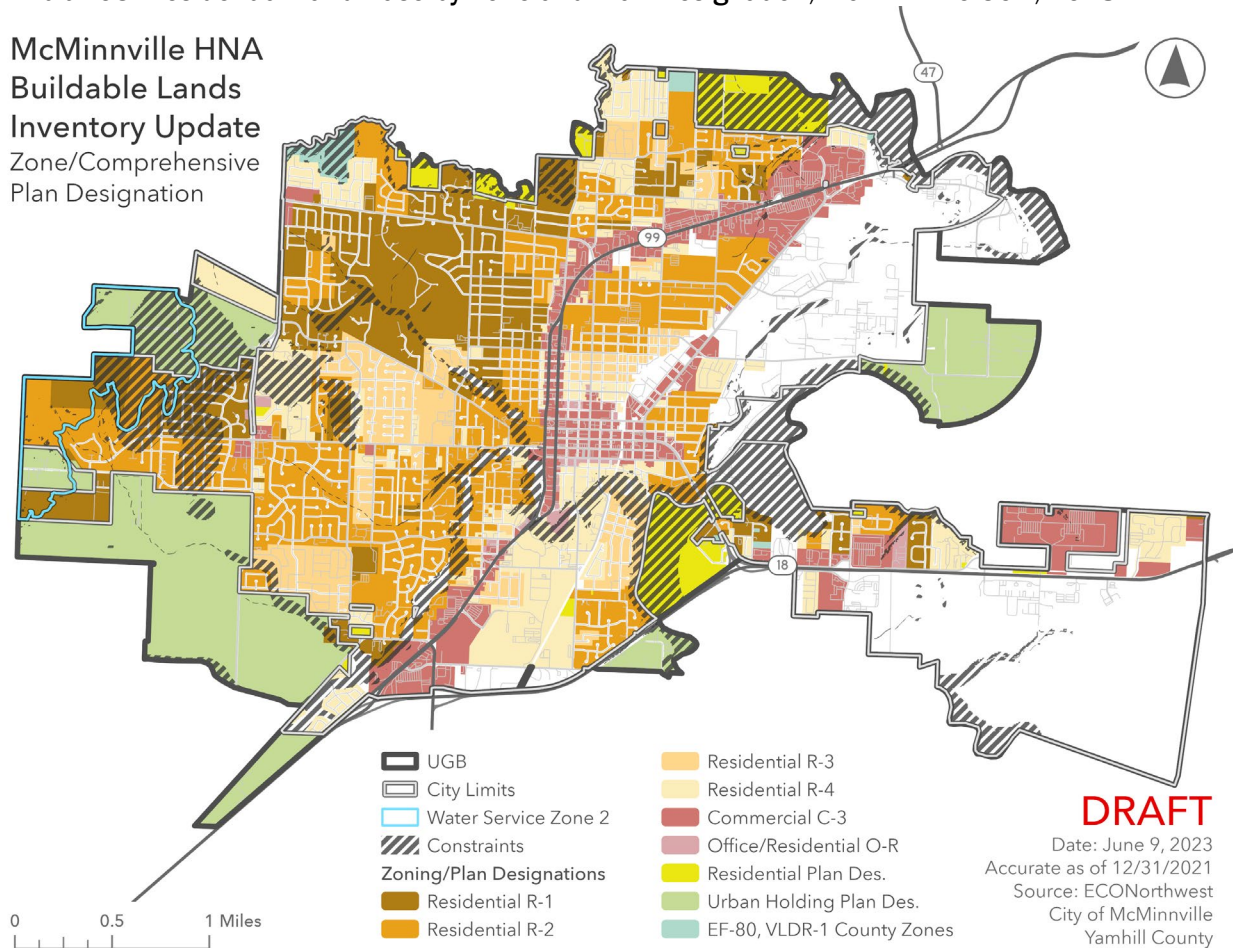 McMinnville HNA
Buildable Lands
Inventory Update
Zone/Comprehensive
Plan Designation
47
99
18
UGB
City Limits
Water Service Zone 2
Constraints
Zoning/Plan Designations
Residential R-1
Residential R-2
Residential R-3
Residential R-4
Commercial C-3
Office/Residential O-R
Residential Plan Des.
Urban Holding Plan Des.
EF-80, VLDR-1 County Zones
DRAFT
Date: June 9, 2023
Accurate as of 12/31/2021
Source: ECONorthwest
City of McMinnville
Yamhill County
0 0.5 1 Miles